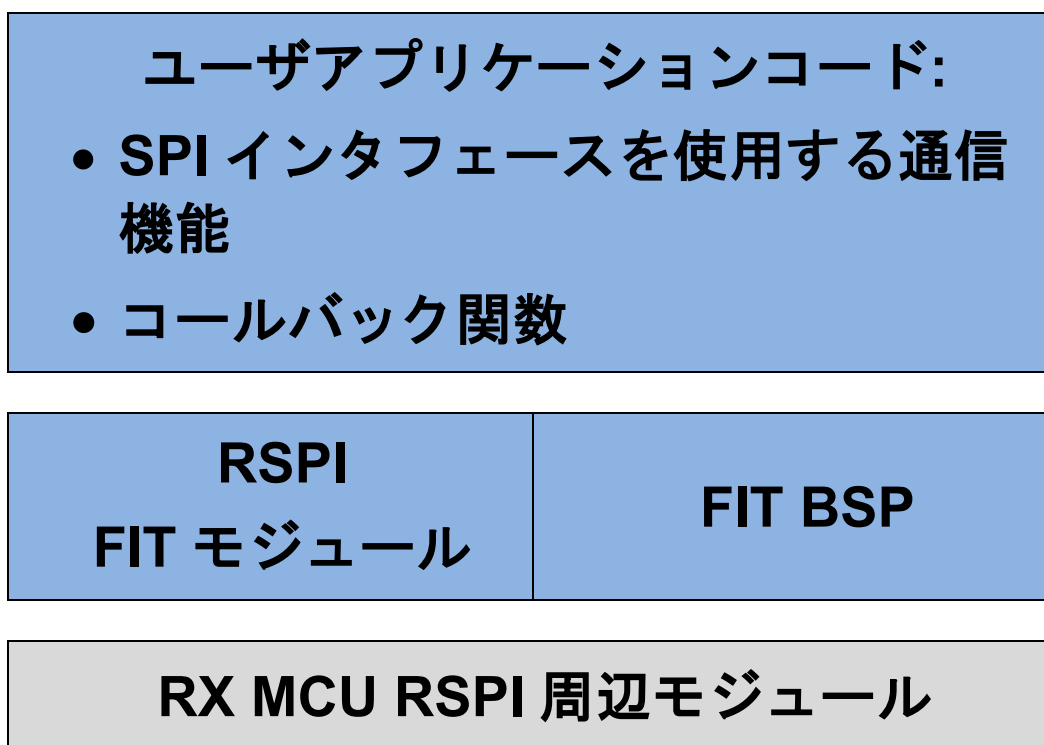 ユーザアプリケーションコード:
• SPI インタフェースを使用する通信
機能
• コールバック関数
RSPI
FIT モジュール
FIT BSP
RX MCU RSPI 周辺モジュール